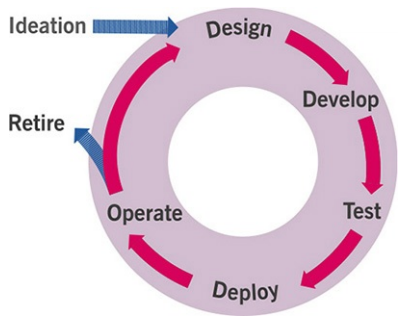 Ideation
Design
Develop
Retire
Operate
Test
Deploy